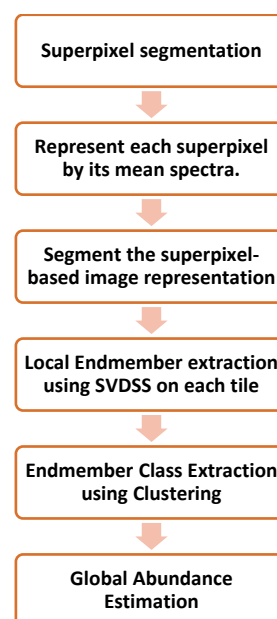 Superpixel segmentation
Represent each superpixel
by its mean spectra.
Segment the superpixel-
based image representation
Local Endmember extraction
using SVDSS on each tile
Endmember Class Extraction
using Clustering
Global Abundance
Estimation